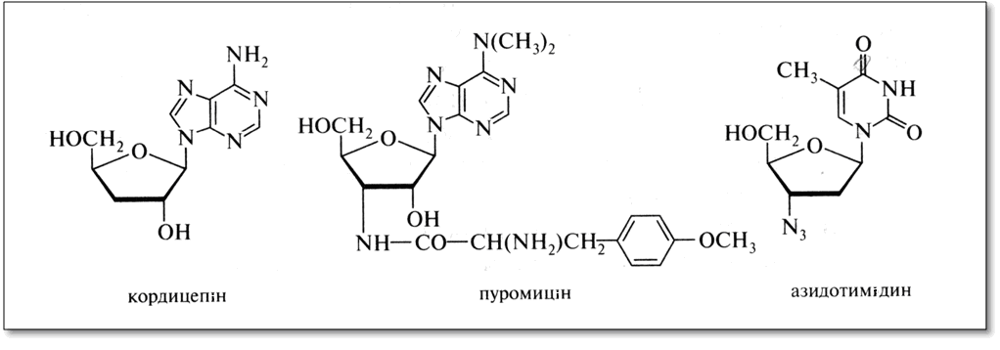 NH₂
N
N
N
N
HOCH₂
O
OH
кордицепін
N(CH₃)₂
N
N
N
N
HOCH₂
O
OH
NH—CO—CH(NH₂)CH₂
OCH₃
пуромицін
O
CH₃
NH
N
O
HOCH₂
O
N₃
азидотимідин